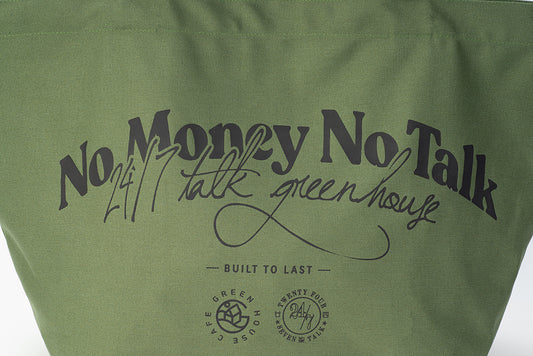 No Money No Talk
24/7 talk greenhouse
— BUILT TO LAST —
GREEN HOUSE CAFE
TWENTY FOUR
24/7
SEVEN TALK